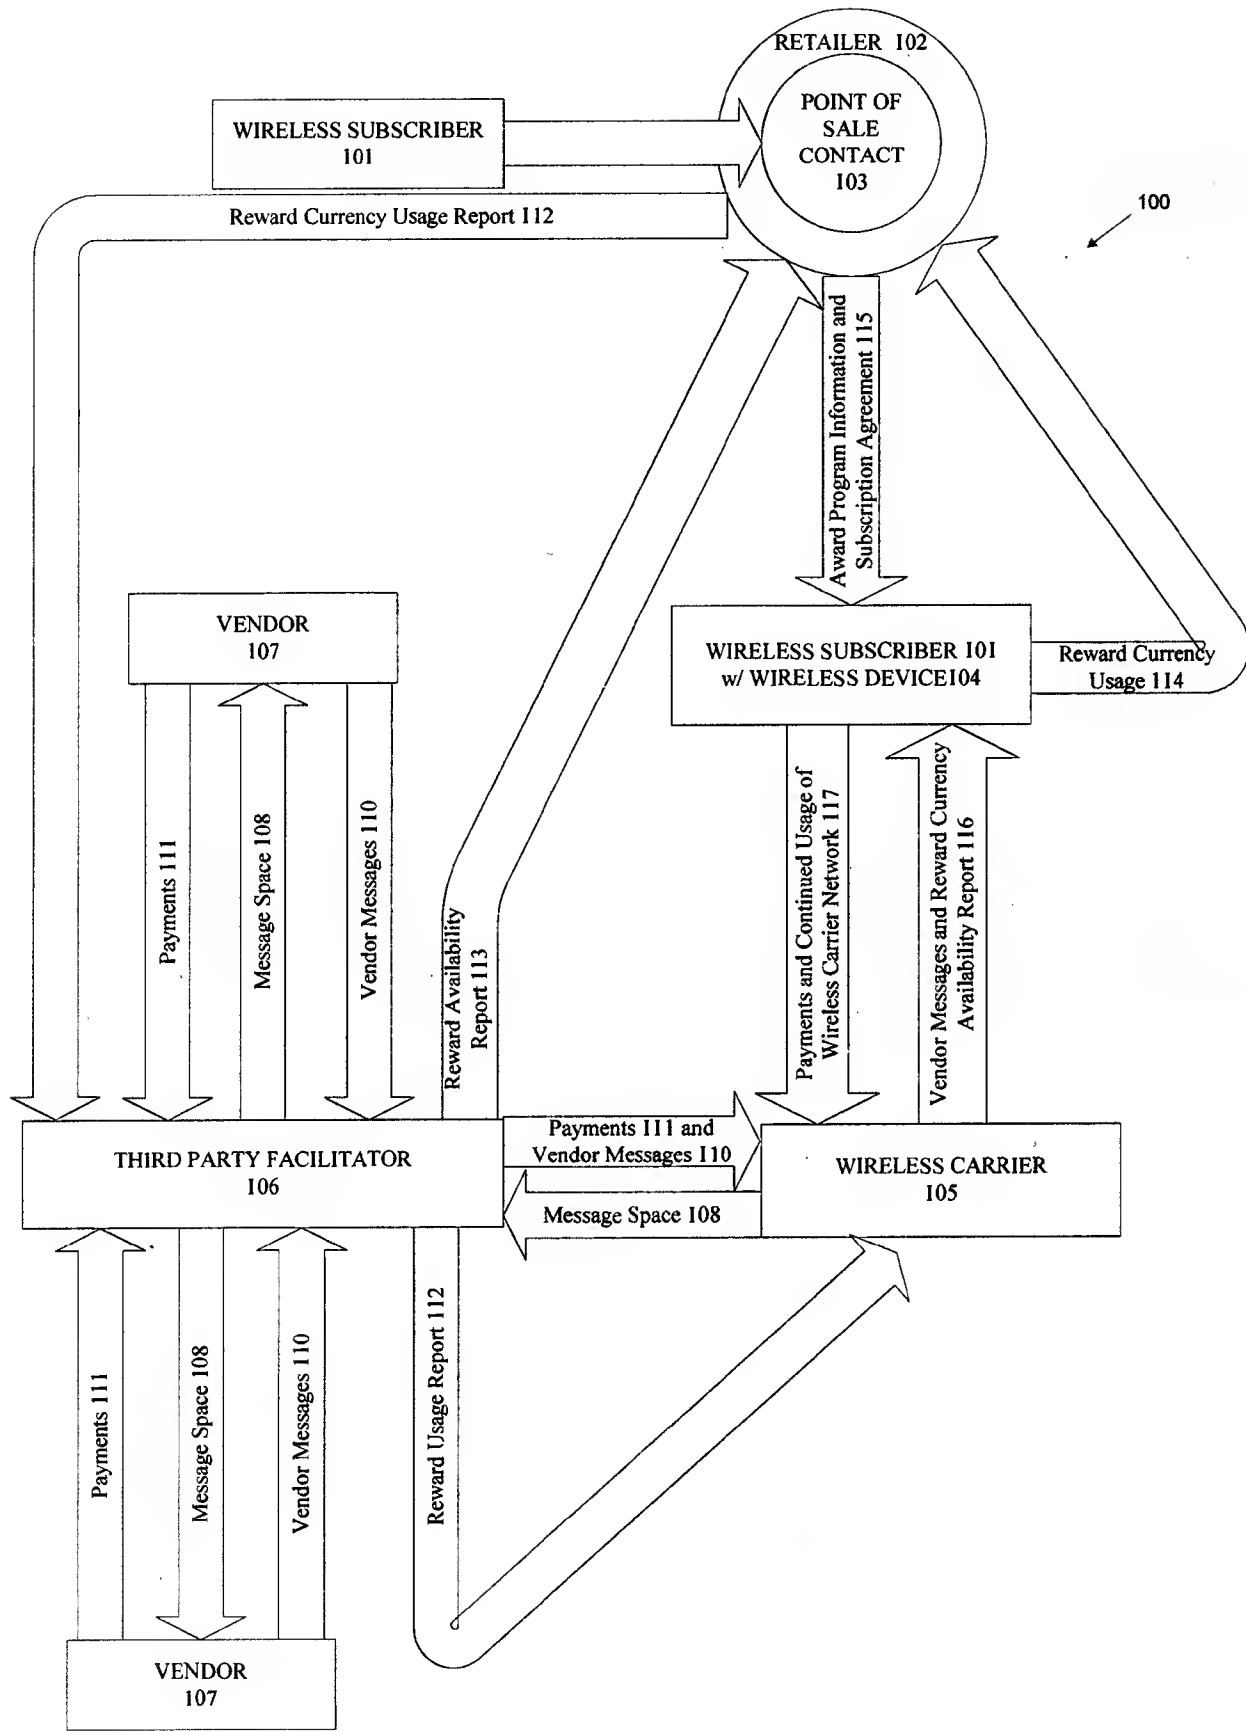 RETAILER 102
POINT OF
SALE
CONTACT
103
WIRELESS SUBSCRIBER
101
100
Reward Currency Usage Report 112
Award Program Information and
Subscription Agreement 115
VENDOR
107
WIRELESS SUBSCRIBER 101
w/ WIRELESS DEVICE104
Reward Currency
Usage 114
Payments 111
Message Space 108
Vendor Messages 110
Reward Availability
Report 113
Payments and Continued Usage of
Wireless Carrier Network 117
Vendor Messages and Reward Currency
Availability Report 116
THIRD PARTY FACILITATOR
106
Payments 111 and
Vendor Messages 110
Message Space 108
WIRELESS CARRIER
105
Payments 111
Message Space 108
Vendor Messages 110
Reward Usage Report 112
VENDOR
107